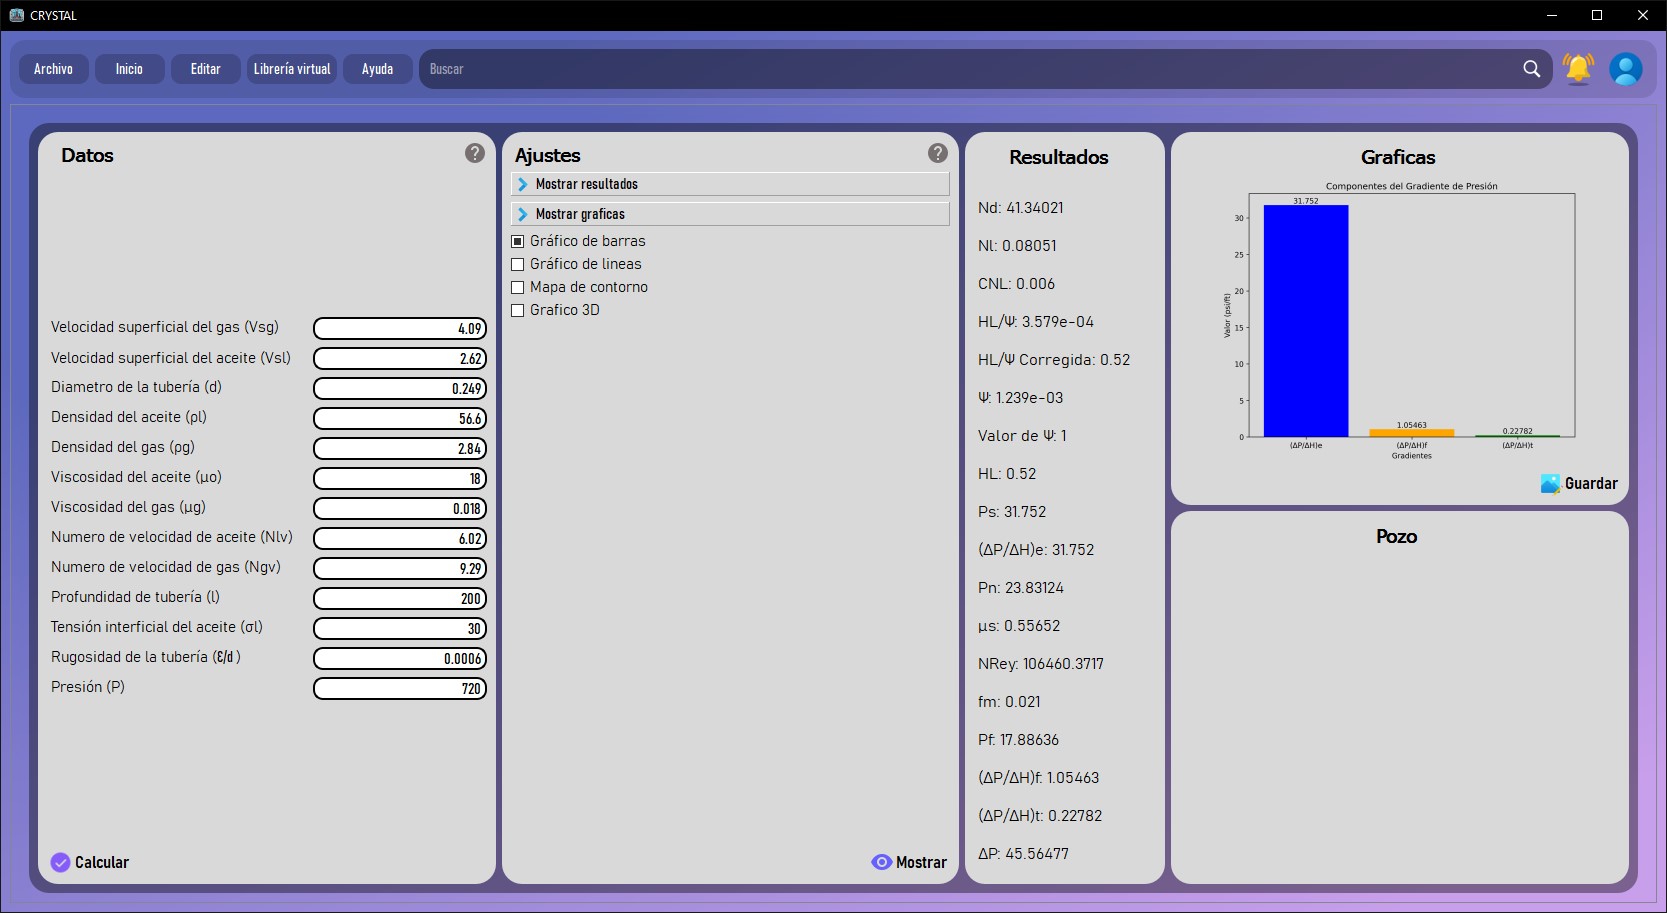 CRYSTAL
Archivo
Inicio
Editar
Librería virtual
Ayuda
Buscar
Datos
?
Velocidad superficial del gas (Vsg)
4.09
Velocidad superficial del aceite (Vsl)
2.62
Diametro de la tubería (d)
0.249
Densidad del aceite (ρl)
56.6
Densidad del gas (ρg)
2.84
Viscosidad del aceite (μo)
18
Viscosidad del gas (μg)
0.018
Numero de velocidad de aceite (Nlv)
6.02
Numero de velocidad de gas (Ngv)
9.29
Profundidad de tubería (l)
200
Tensión interficial del aceite (σl)
30
Rugosidad de la tubería (Ɛ/d )
0.0006
Presión (P)
720
Calcular
Ajustes
?
Mostrar resultados
Mostrar graficas
Gráfico de barras
Gráfico de lineas
Mapa de contorno
Grafico 3D
Mostrar
Resultados
Nd: 41.34021
Nl: 0.08051
CNL: 0.006
HL/Ψ: 3.579e-04
HL/Ψ Corregida: 0.52
Ψ: 1.239e-03
Valor de Ψ: 1
HL: 0.52
Ps: 31.752
(ΔP/ΔH)e: 31.752
Pn: 23.83124
μs: 0.55652
NRey: 106460.3717
fm: 0.021
Pf: 17.88636
(ΔP/ΔH)f: 1.05463
(ΔP/ΔH)t: 0.22782
ΔP: 45.56477
Graficas
Componentes del Gradiente de Presión
31.752
30
25
20
15
10
5
0
Valor (psi/ft)
1.05463
0.22782
(ΔP/ΔH)e
(ΔP/ΔH)f
(ΔP/ΔH)t
Gradientes
Guardar
Pozo